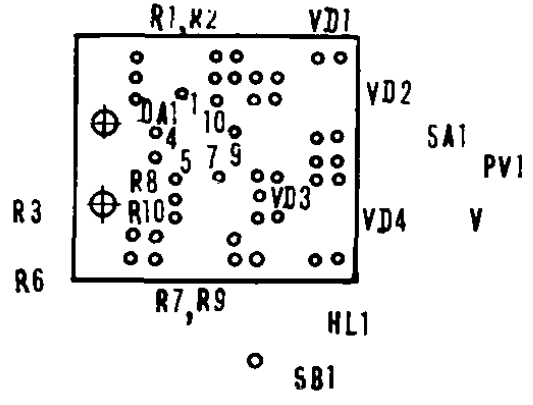 R1,R2 VD1
VD2
DA1 1 10
4 9 SA1
5 7 PV1
R8
R3 R10 VD3 VD4 V
R6 R7,R9
HL1
SB1